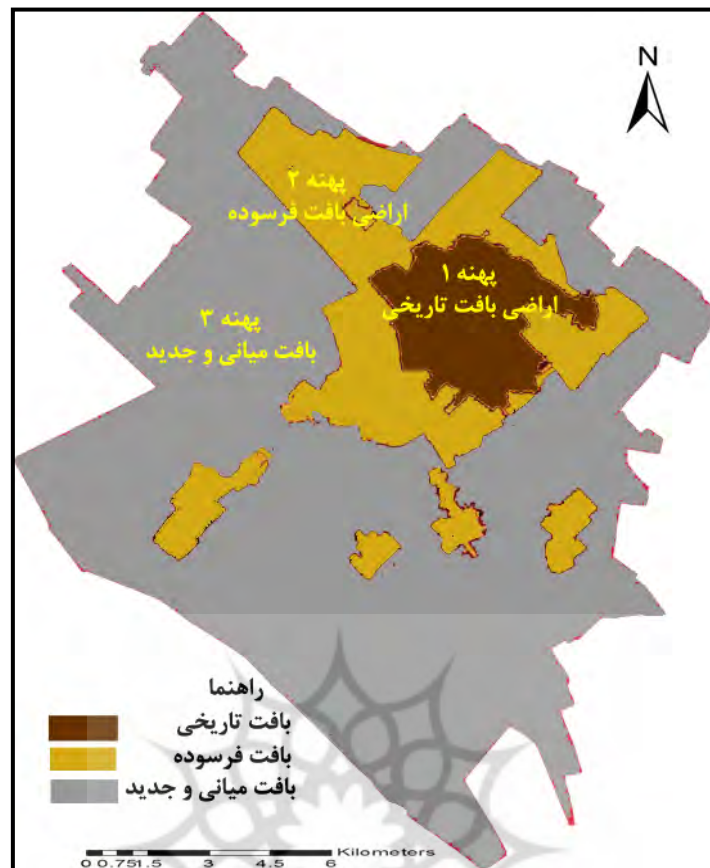 N
پهنه ۲
اراضی بافت فرسوده
پهنه ۱
اراضی بافت تاریخی
پهنه ۳
بافت میانی و جدید
راهنما
بافت تاریخی
بافت فرسوده
بافت میانی و جدید
Kilometers
0 0.751.5 3 4.5 6